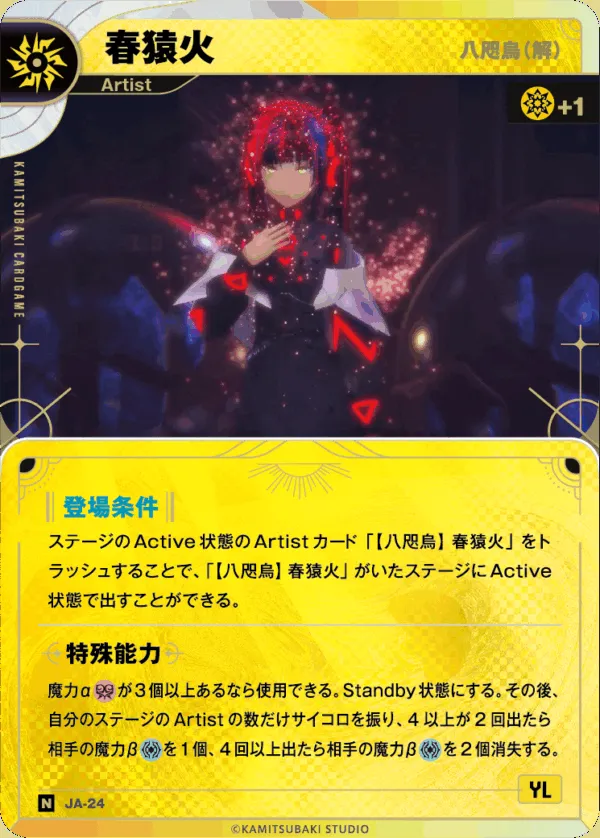 春猿火
八咫烏(解)
Artist
+1
KAMITSUBAKI CARDGAME
登場条件
ステージのActive状態のArtistカード「【八咫烏】春猿火」をト
ラッシュすることで、「【八咫烏】春猿火」がいたステージにActive
状態で出すことができる。
特殊能力
魔力α が3個以上あるなら使用できる。Standby状態にする。その後、
自分のステージのArtistの数だけサイコロを振り、4以上が2回出たら
相手の魔力β を1個、4回以上出たら相手の魔力β を2個消失する。
YL
N JA-24
©KAMITSUBAKI STUDIO